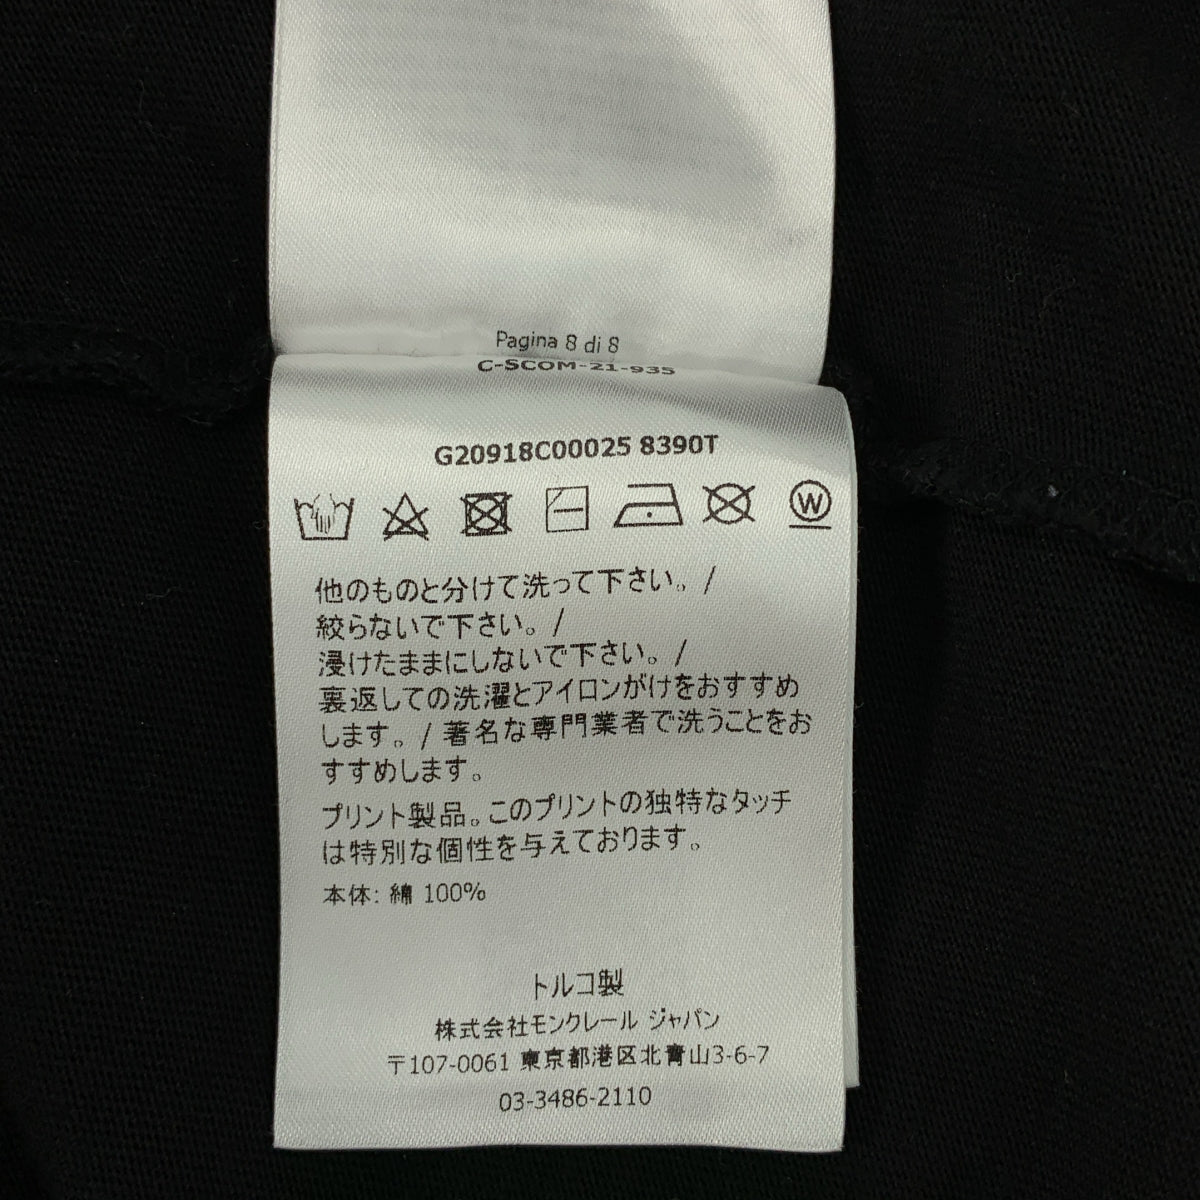 Pagina 8 di 8
C-SCOM-21-935
G20918C00025 8390T
W
他のものと分けて洗って下さい。/
絞らないで下さい。/
浸けたままにしないで下さい。/
裏返しての洗濯とアイロンがけをおすすめ
します。/ 著名な専門業者で洗うことをお
すすめします。
プリント製品。このプリントの独特なタッチ
は特別な個性を与えております。
本体: 綿 100%
トルコ製
株式会社モンクレール ジャパン
〒107-0061 東京都港区北青山3-6-7
03-3486-2110